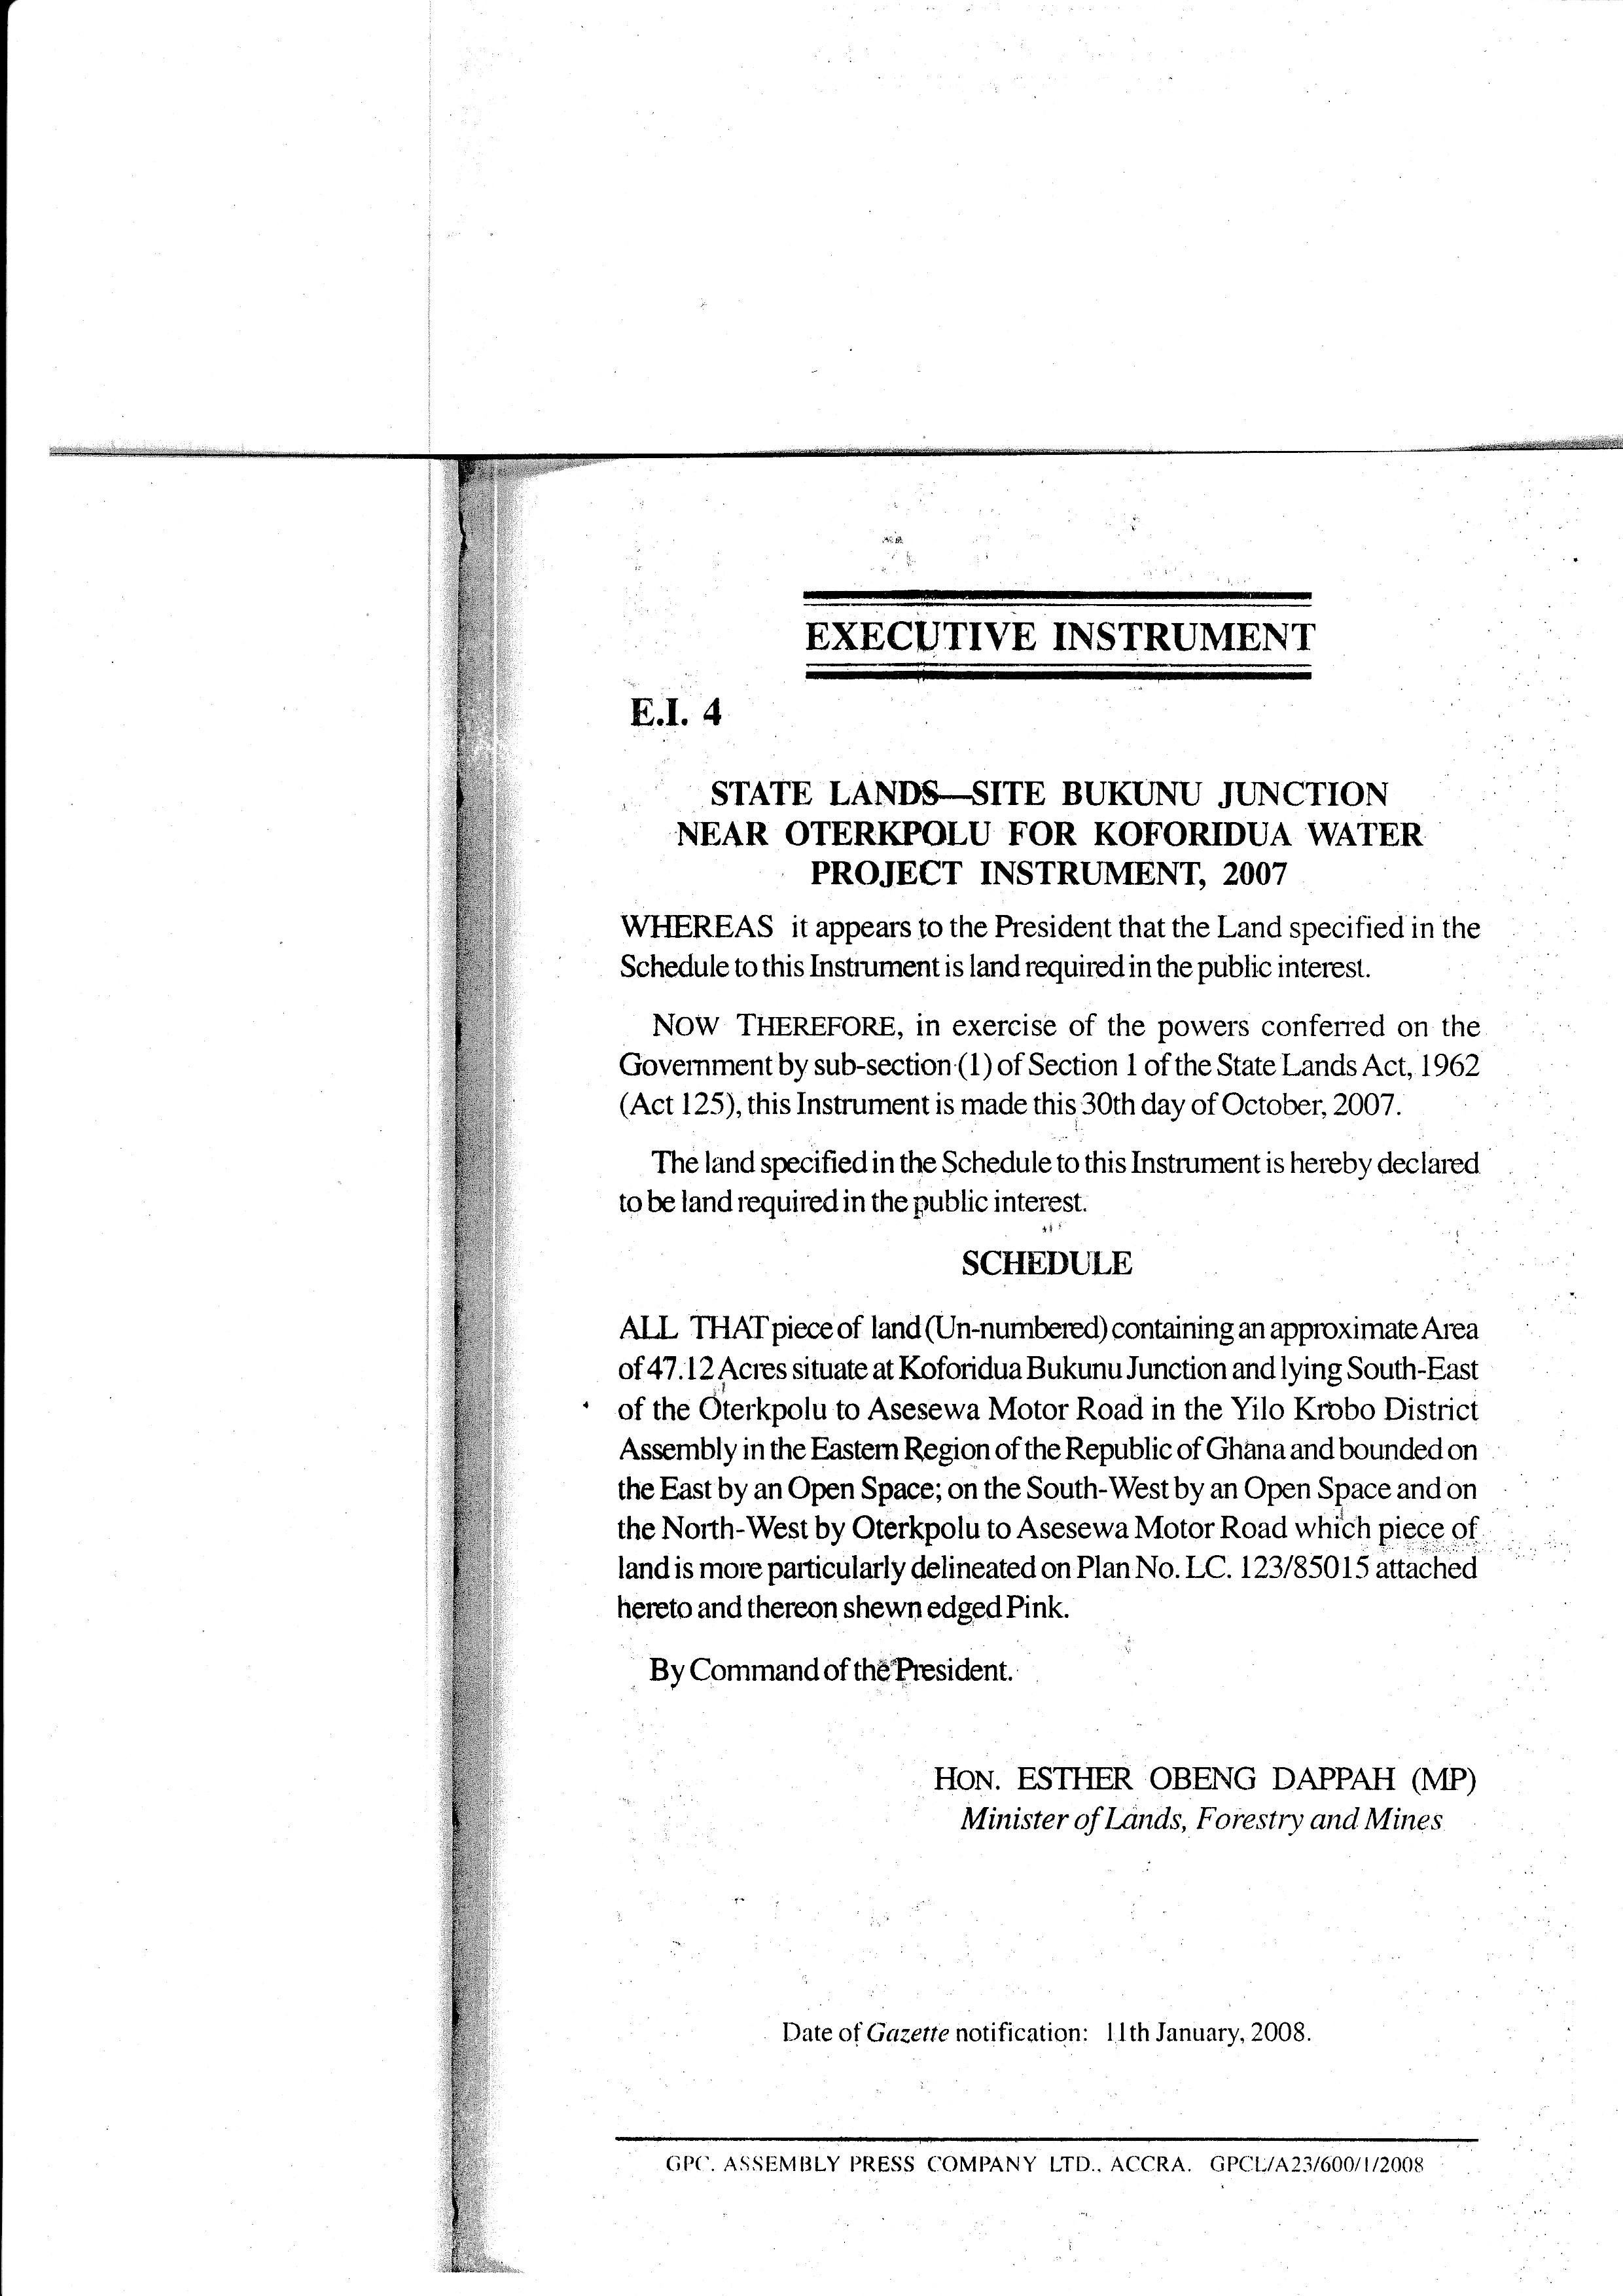 EXECUTIVE INSTRUMENT
E.I. 4
STATE LANDS—SITE BUKUNU JUNCTION
NEAR OTERKPOLU FOR KOFORIDUA WATER
PROJECT INSTRUMENT, 2007
WHEREAS it appears to the President that the Land specified in the
Schedule to this Instrument is land required in the public interest.
NOW THEREFORE, in exercise of the powers conferred on the
Government by sub-section (1) of Section 1 of the State Lands Act, 1962
(Act 125), this Instrument is made this 30th day of October, 2007.
The land specified in the Schedule to this Instrument is hereby declared
to be land required in the public interest.
SCHEDULE
ALL THAT piece of land (Un-numbered) containing an approximate Area
of 47.12 Acres situate at Koforidua Bukunu Junction and lying South-East
of the Oterkpolu to Asesewa Motor Road in the Yilo Krobo District
Assembly in the Eastern Region of the Republic of Ghana and bounded on
the East by an Open Space; on the South-West by an Open Space and on
the North-West by Oterkpolu to Asesewa Motor Road which piece of
land is more particularly delineated on Plan No. LC. 123/85015 attached
hereto and thereon shewn edged Pink.
By Command of the President.
HON. ESTHER OBENG DAPPAH (MP)
Minister of Lands, Forestry and Mines
Date of Gazette notification: 11th January, 2008.
GPC. ASSEMBLY PRESS COMPANY LTD., ACCRA. GPCL/A23/600/1/2008